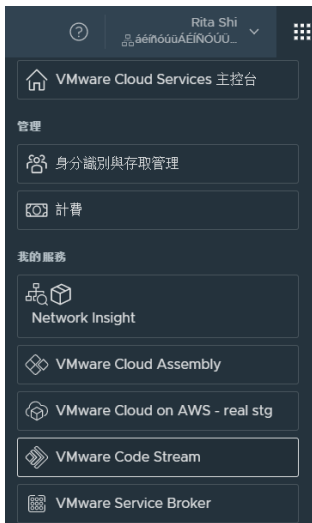 Rita Shi
áéíñóúüÁÉÍÑÓÚÜ...
VMware Cloud Services 主控台
管理
身分識別與存取管理
計費
我的服務
Network Insight
VMware Cloud Assembly
VMware Cloud on AWS - real stg
VMware Code Stream
VMware Service Broker